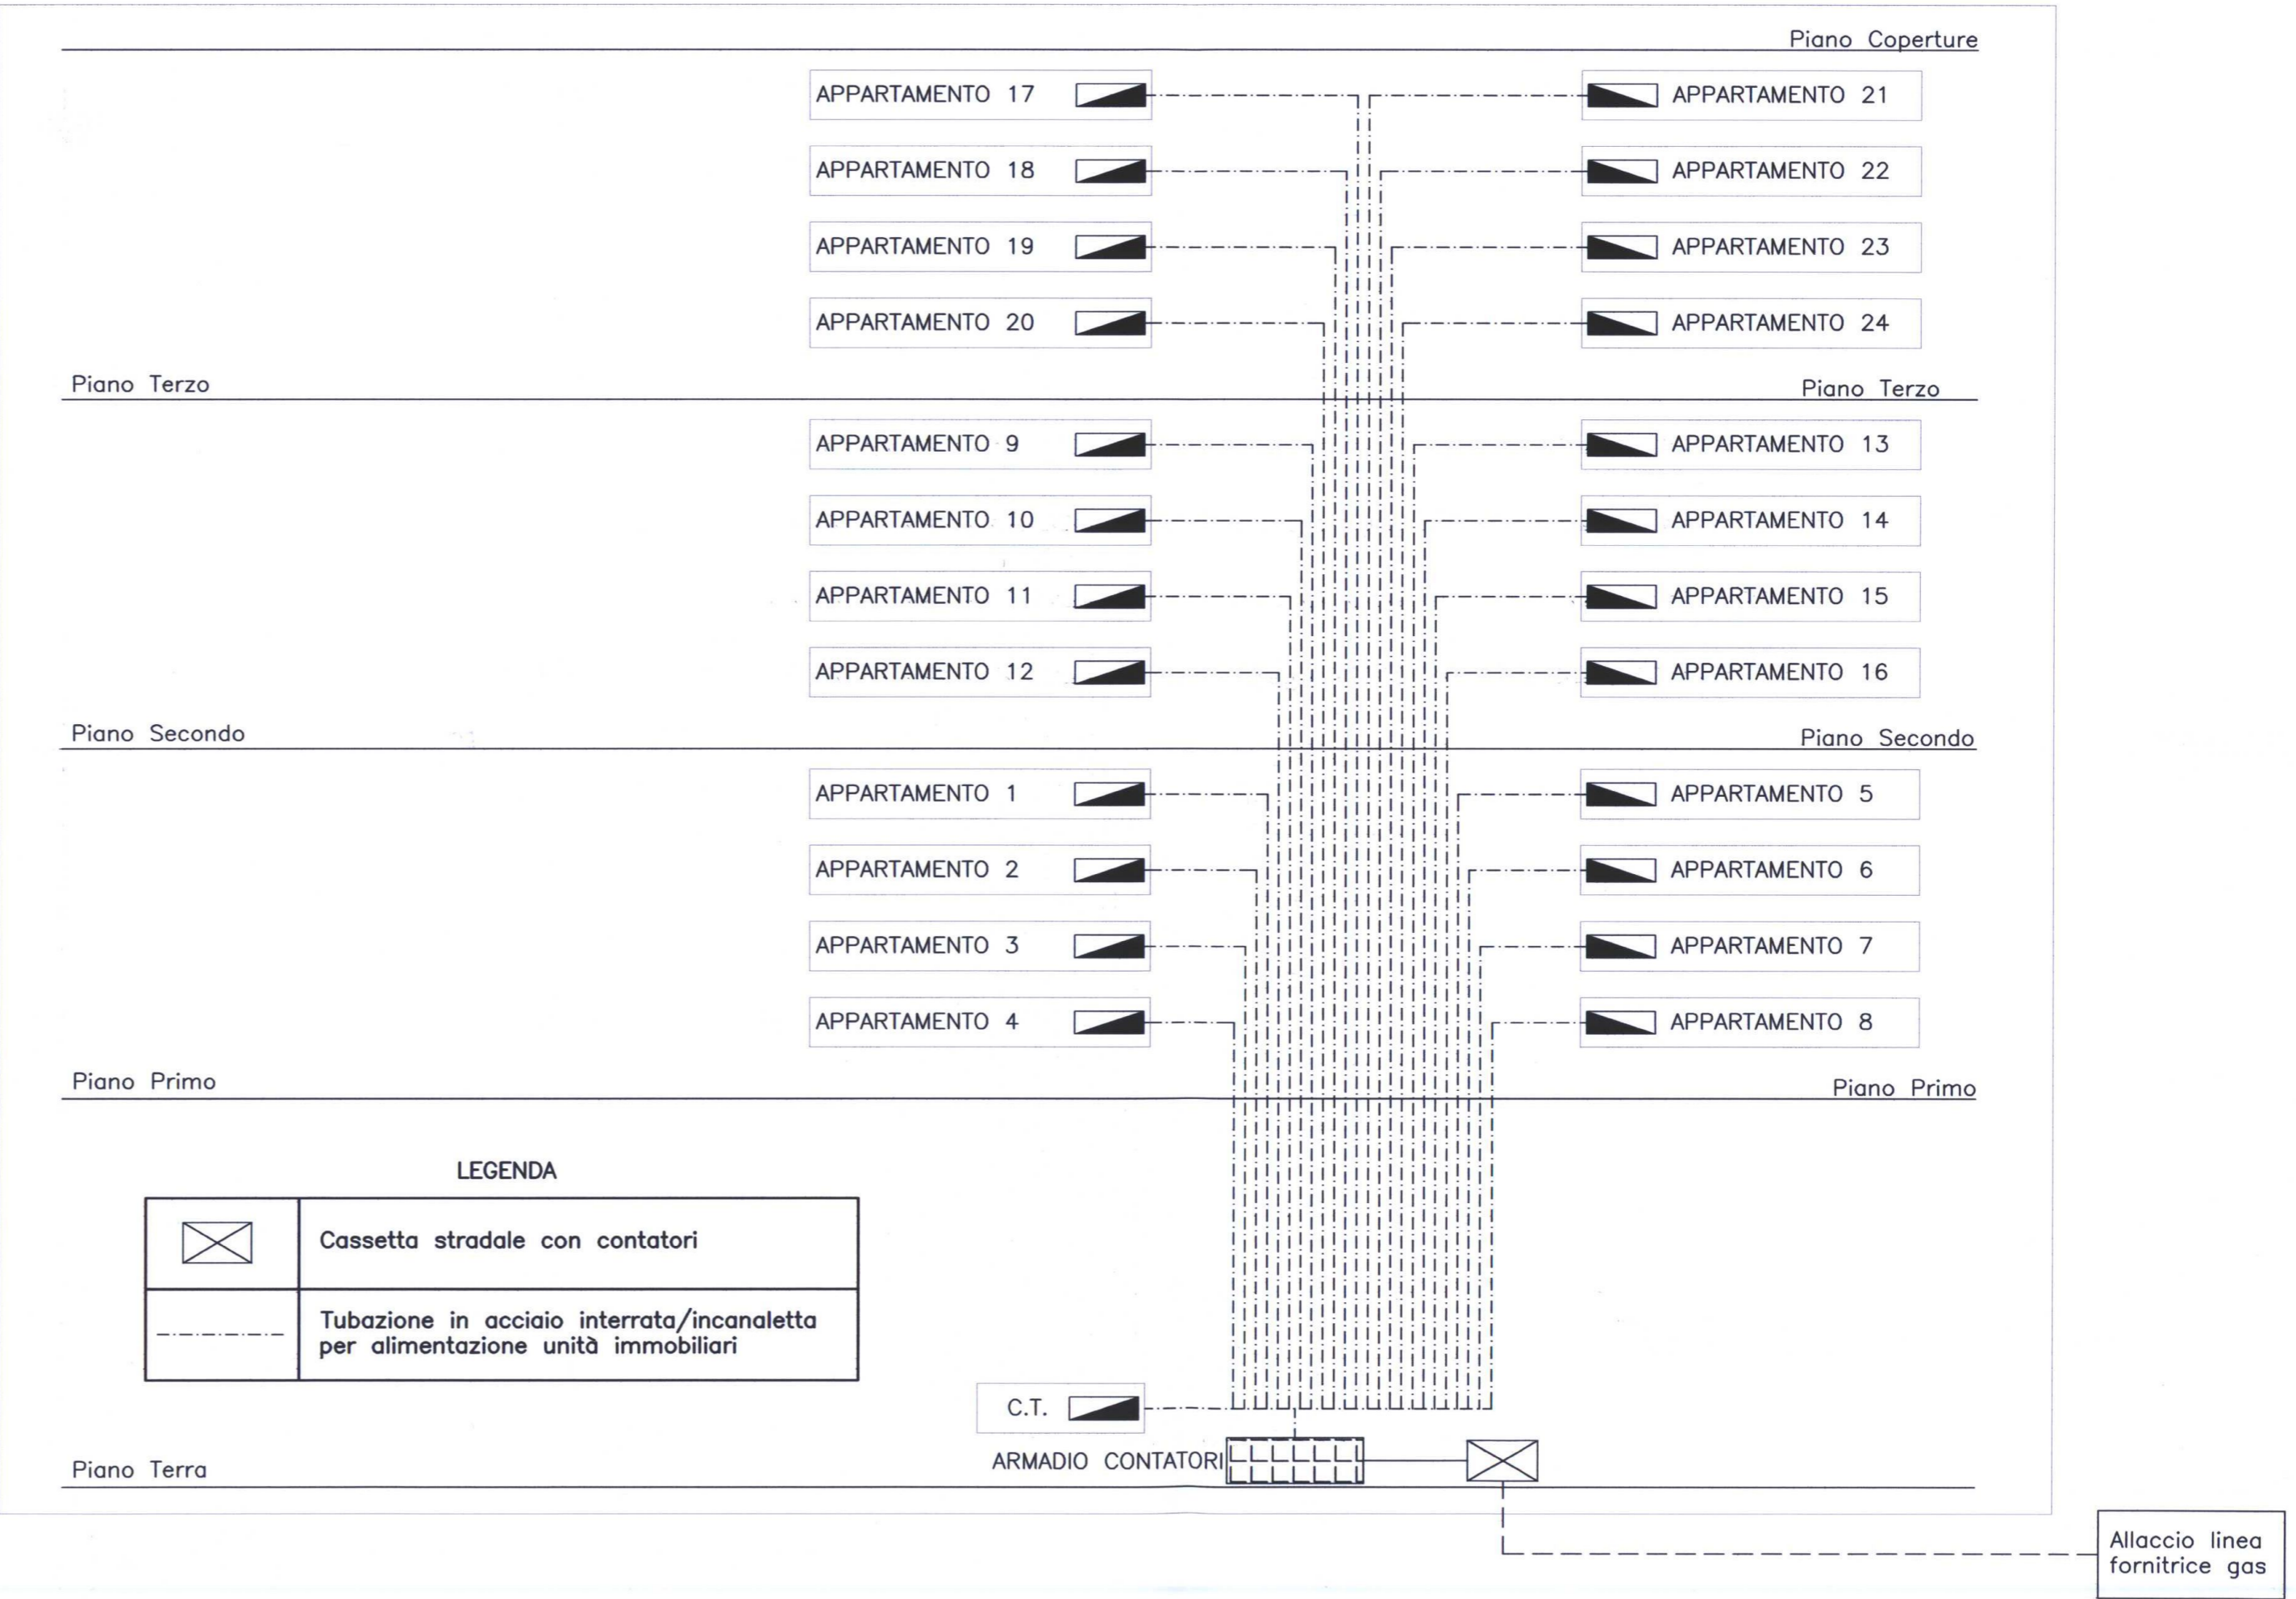 Piano Coperture
APPARTAMENTO 17
APPARTAMENTO 21
APPARTAMENTO 18
APPARTAMENTO 22
APPARTAMENTO 19
APPARTAMENTO 23
APPARTAMENTO 20
APPARTAMENTO 24
Piano Terzo
Piano Terzo
APPARTAMENTO 9
APPARTAMENTO 13
APPARTAMENTO 10
APPARTAMENTO 14
APPARTAMENTO 11
APPARTAMENTO 15
APPARTAMENTO 12
APPARTAMENTO 16
Piano Secondo
Piano Secondo
APPARTAMENTO 1
APPARTAMENTO 5
APPARTAMENTO 2
APPARTAMENTO 6
APPARTAMENTO 3
APPARTAMENTO 7
APPARTAMENTO 4
APPARTAMENTO 8
Piano Primo
Piano Primo
LEGENDA
Cassetta stradale con contatori
Tubazione in acciaio interrata/incanaletta
per alimentazione unità immobiliari
C.T.
ARMADIO CONTATORI
Piano Terra
Allaccio linea
fornitrice gas